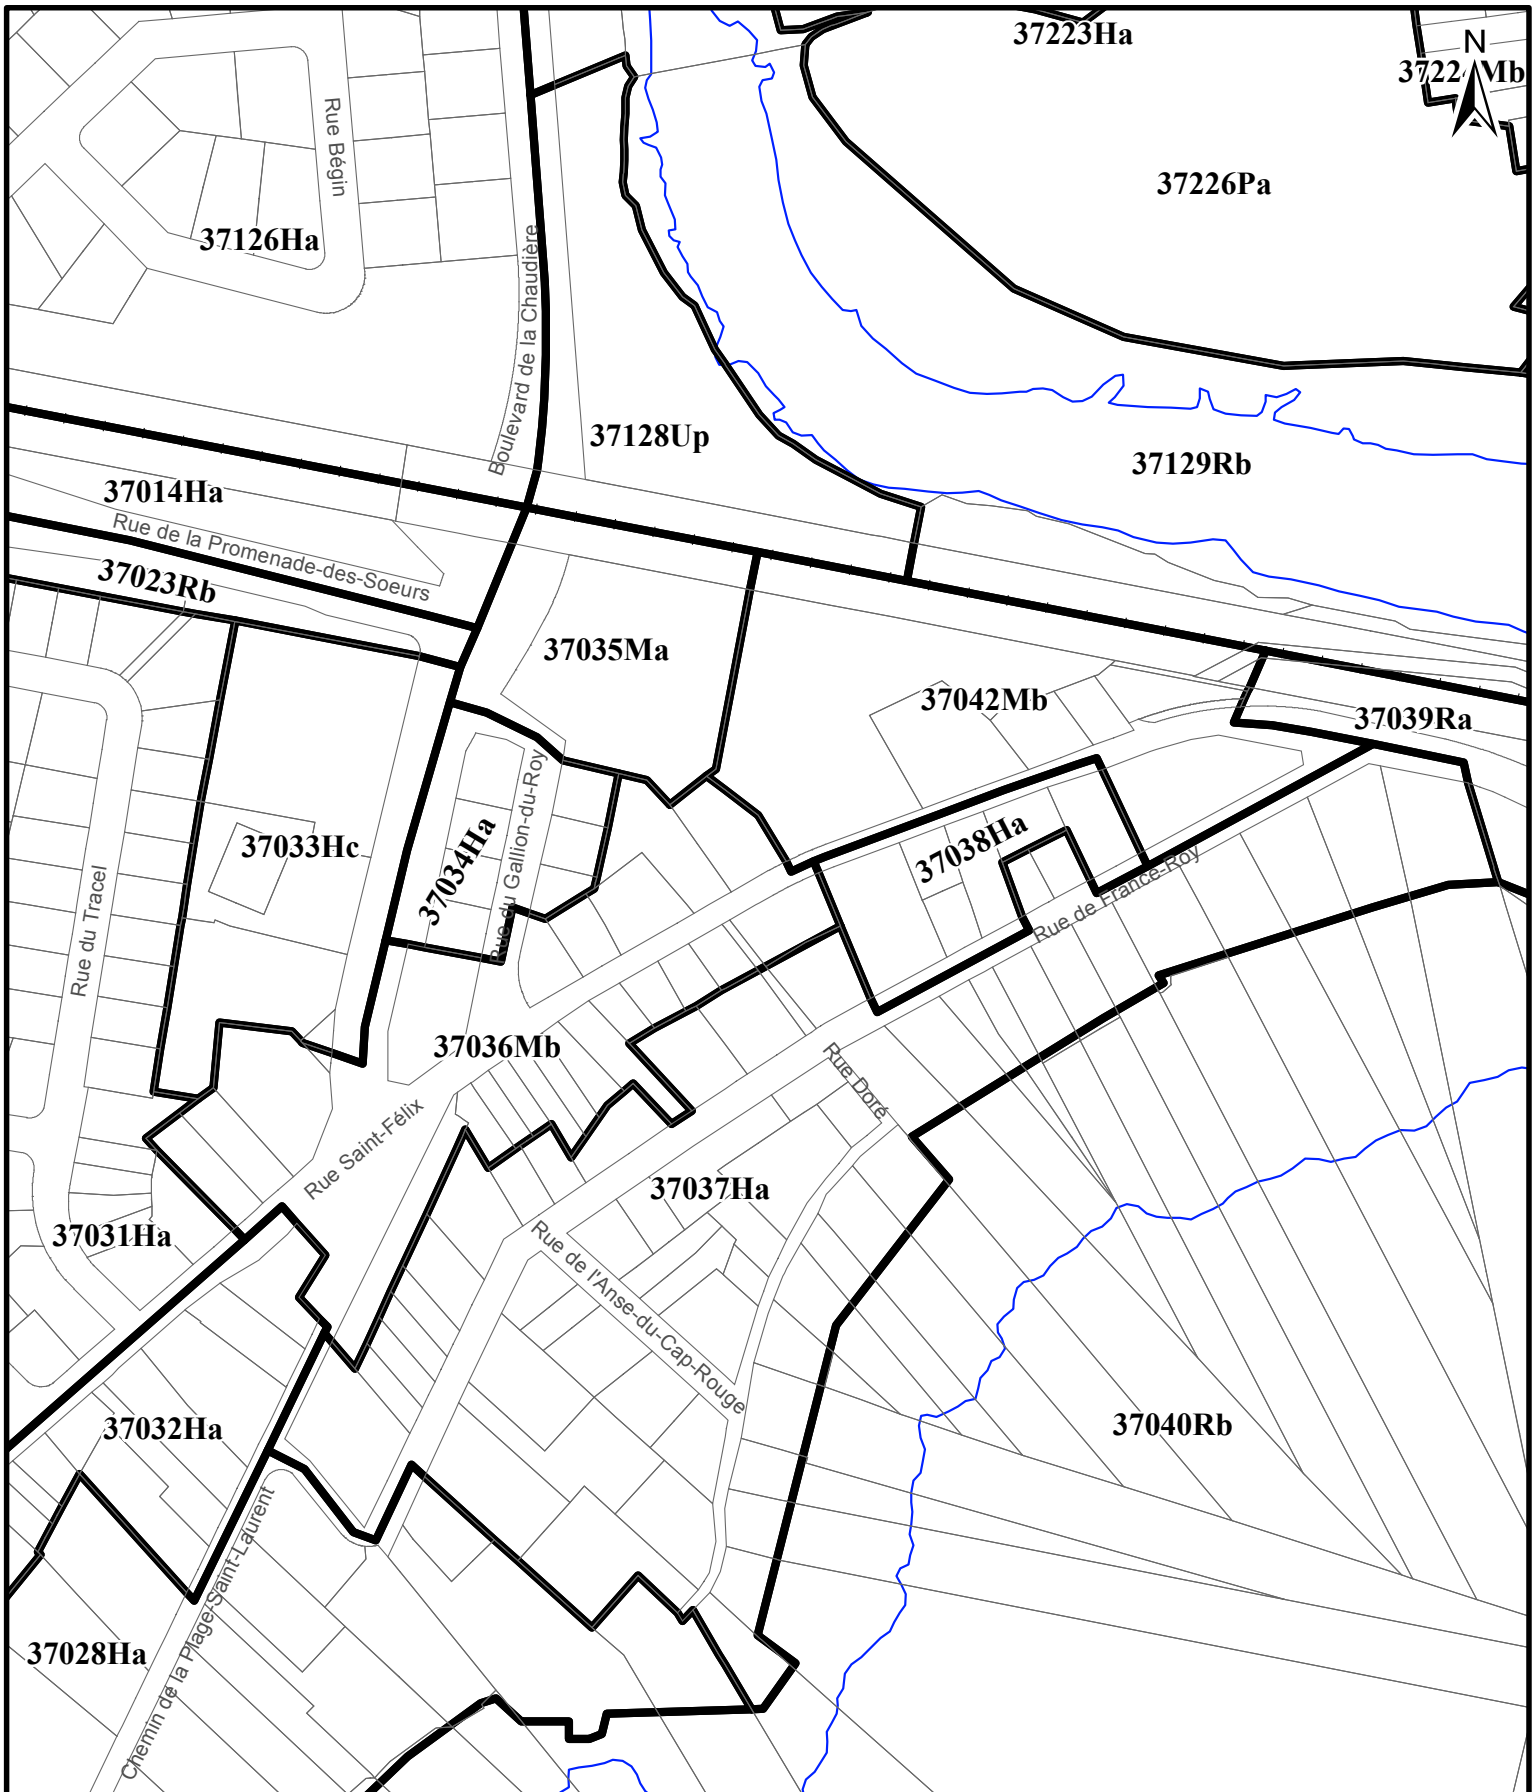 37223Ha
N
3722 Mb
Rue Bégin
37226Pa
37126Ha
Boulevard de la Chaudière
37128Up
37129Rb
37014Ha
Rue de la Promenade-des-Soeurs
37023Rb
37035Ma
37042Mb
37039Ra
37033Hc
37034Ha
Rue du Gallion-du-Roy
37038Ha
Rue du Tracel
Rue de France-Roy
37036Mb
Rue Doré
Rue Saint-Félix
37037Ha
37031Ha
Rue de l'Anse-du-Cap-Rouge
37032Ha
37040Rb
Chemin de la Plage-Saint-Laurent
37028Ha